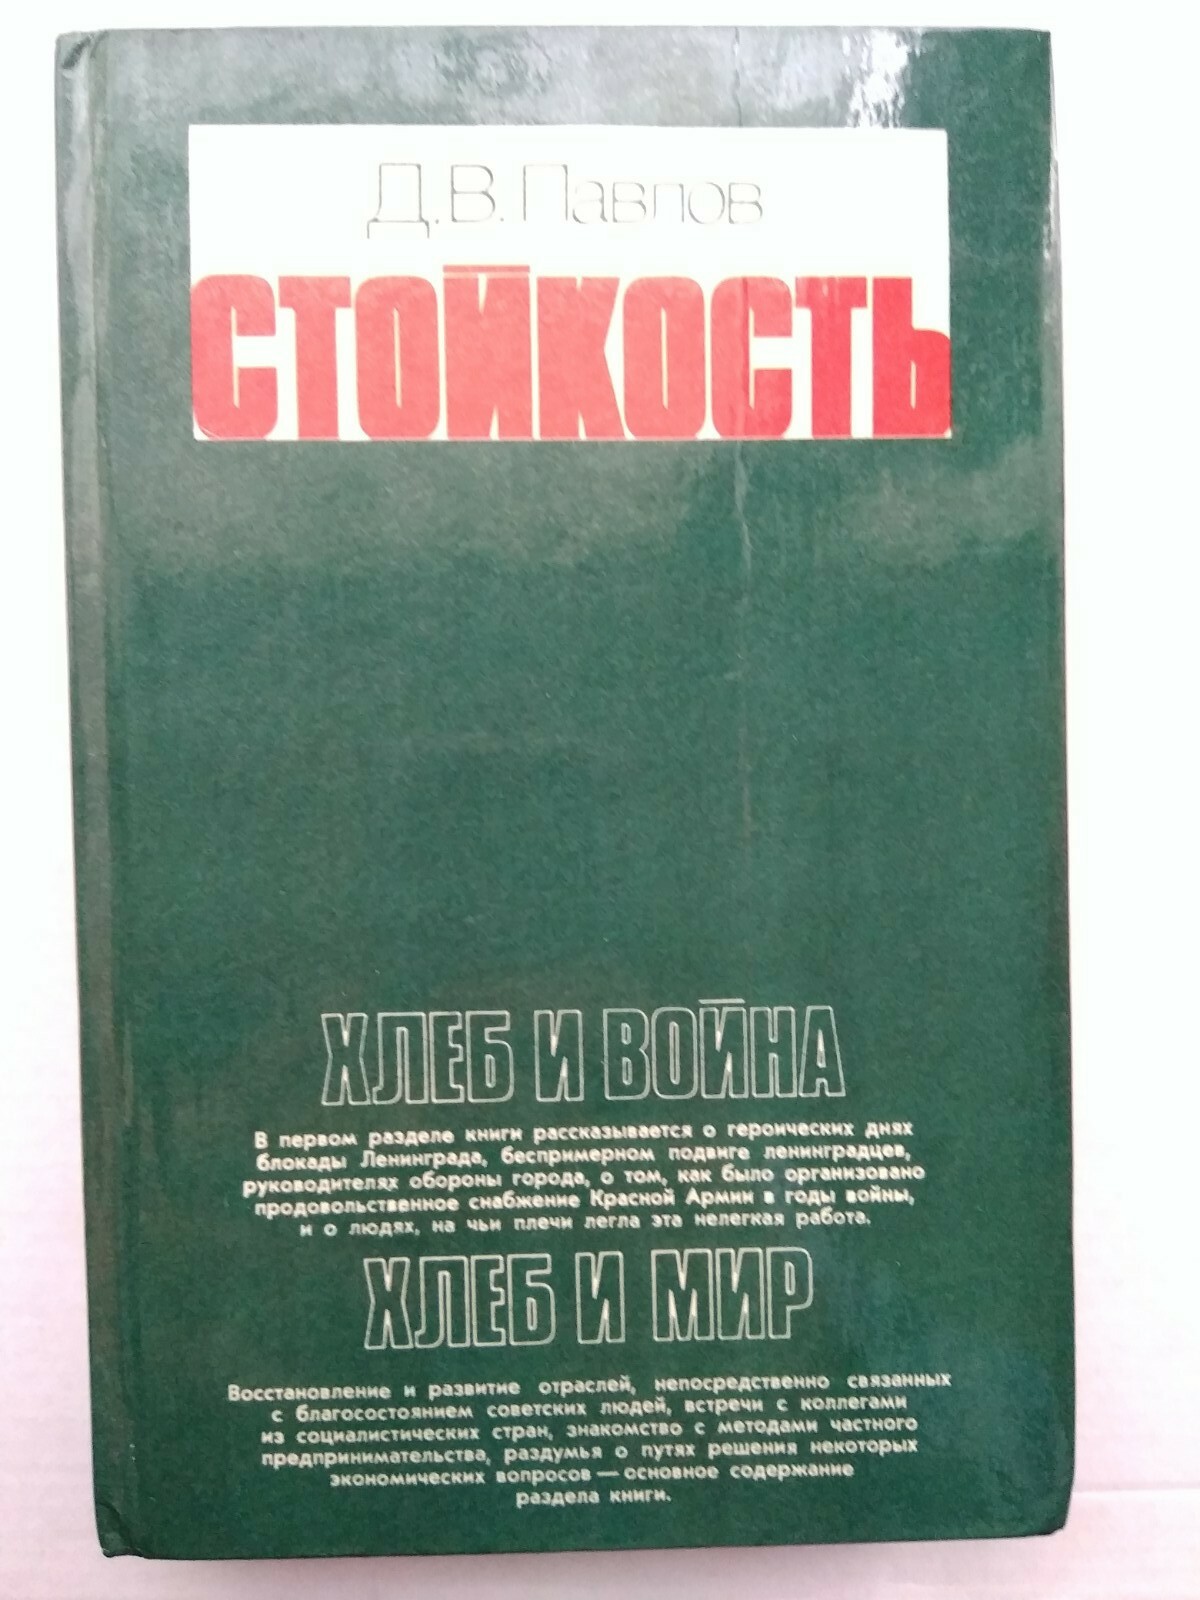 Д.В. Павлов
СТОЙКОСТЬ
ХЛЕБ И ВОЙНА
В первом разделе книги рассказывается о героических днях
блокады Ленинграда, беспримерном подвиге ленинградцев,
руководителях обороны города, о том, как было организовано
продовольственное снабжение Красной Армии в годы войны,
и о людях, на чьи плечи легла эта нелегкая работа.
ХЛЕБ И МИР
Восстановление и развитие отраслей, непосредственно связанных
с благосостоянием советских людей, встречи с коллегами
из социалистических стран, знакомство с методами частного
предпринимательства, раздумья о путях решения некоторых
экономических вопросов — основное содержание
раздела книги.